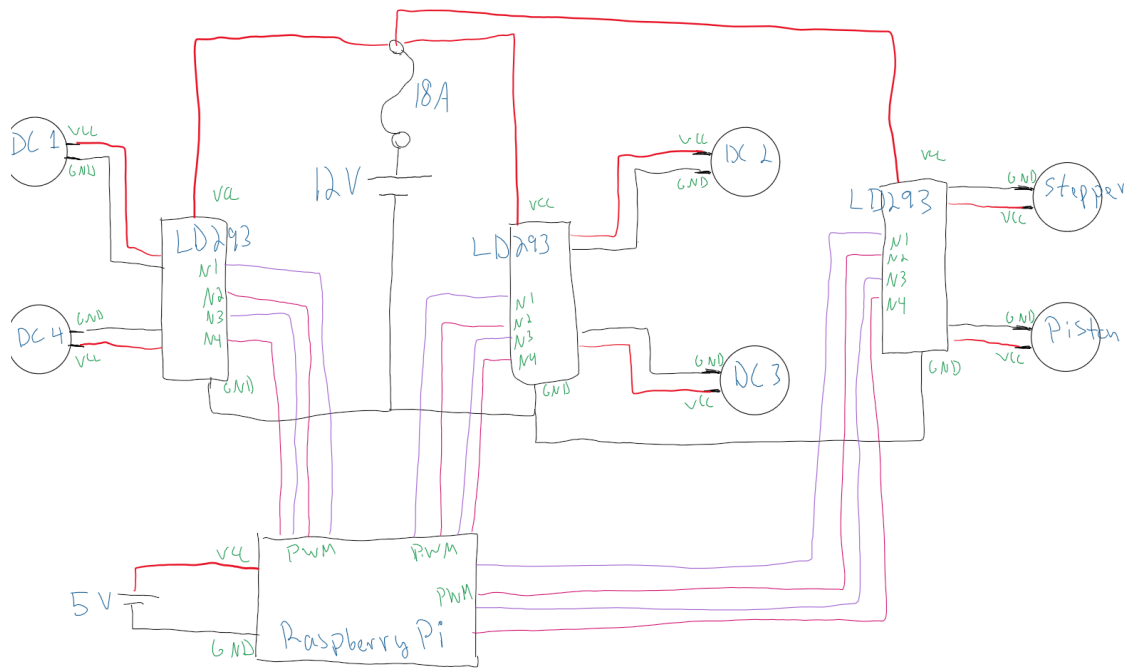 18A
12V
DC 1
VCC
GND
VCC
LD293
N1
N2
N3
N4
GND
DC 4
GND
VCC
VCC
LD293
N1
N2
N3
N4
GND
VCC
DC 2
GND
GND
DC 3
VCC
VCC
LD293
N1
N2
N3
N4
GND
GND
Stepper
VCC
GND
Piston
VCC
PWM
PWM
PWM
VCC
5V
GND
Raspberry Pi